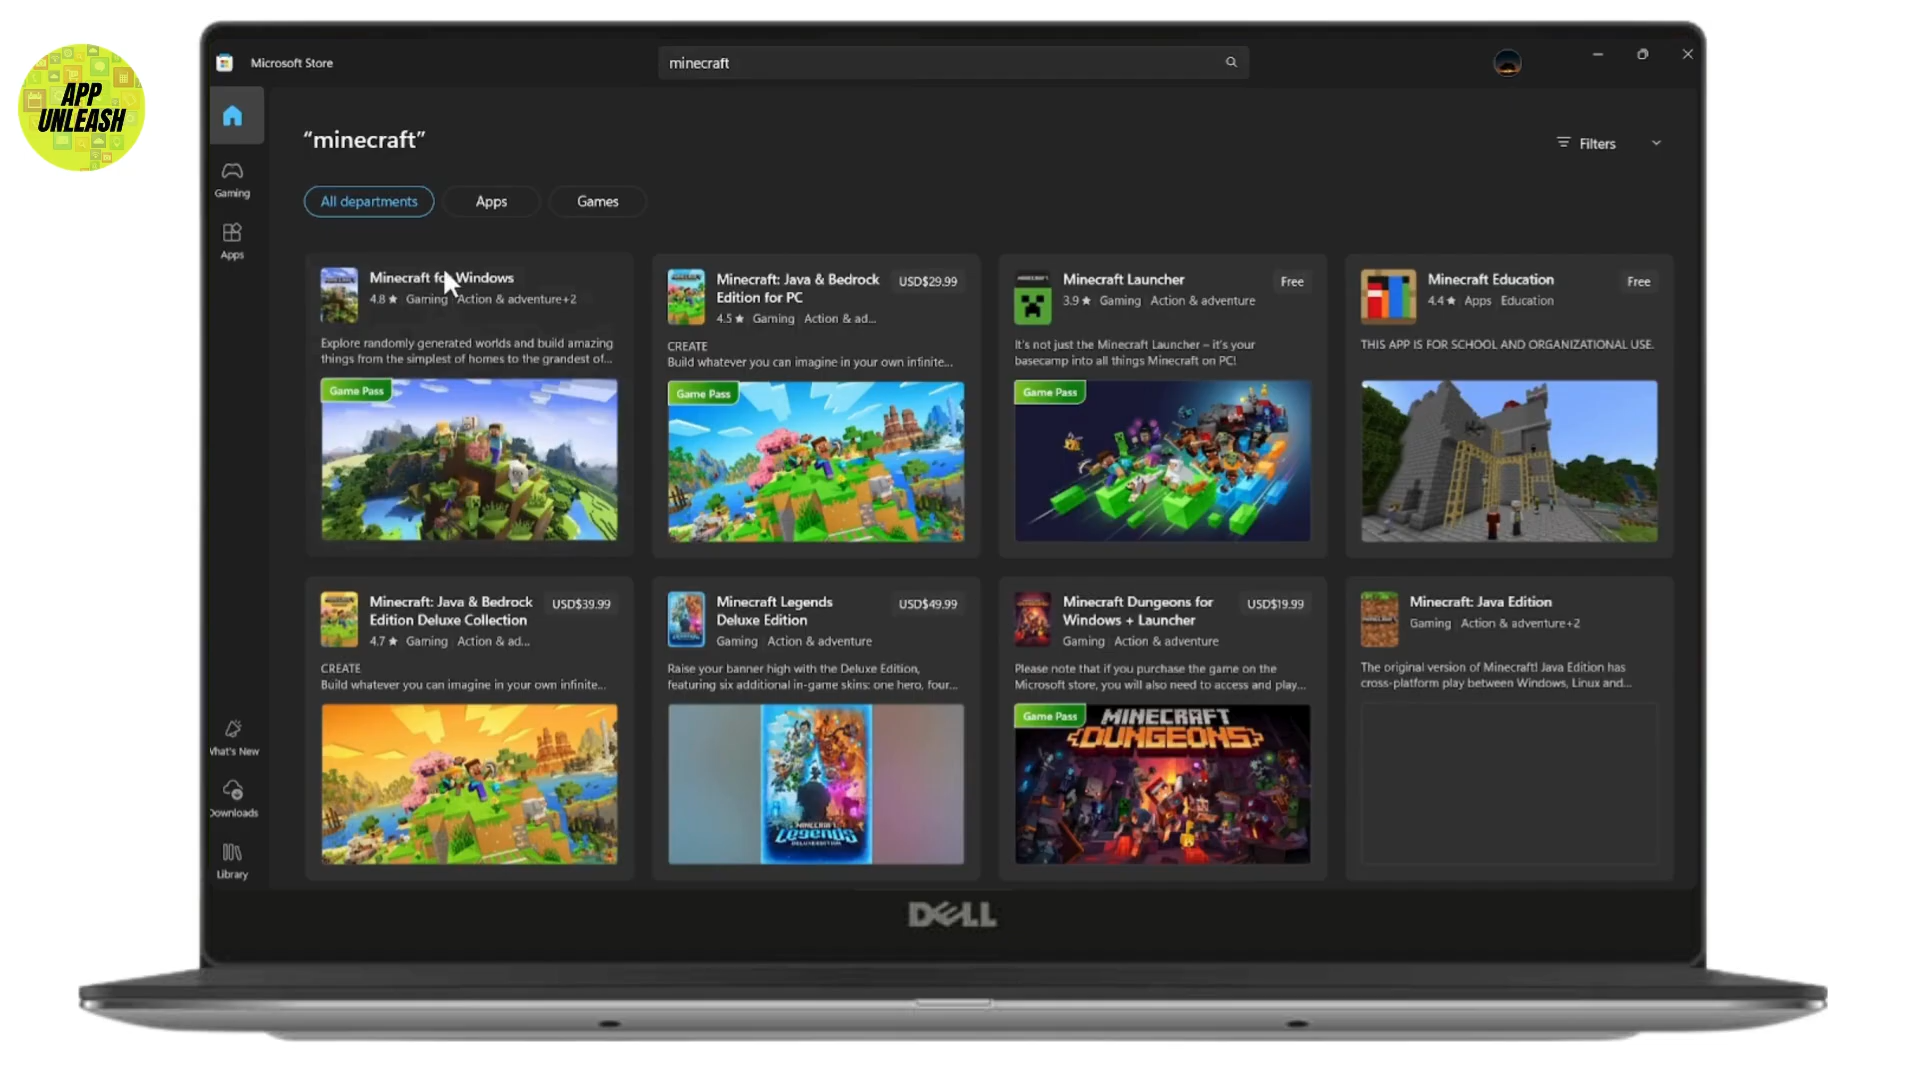 APP
UNLEASH
Microsoft Store
minecraft
Gaming
Apps
What's New
Downloads
Library
“minecraft”
Filters
All departments
Apps
Games
Minecraft for Windows
4.8 ★ Gaming Action & adventure+2
Explore randomly generated worlds and build amazing
things from the simplest of homes to the grandest of...
Game Pass
Minecraft: Java & Bedrock
Edition for PC
USD$29.99
4.5 ★ Gaming Action & ad...
CREATE
Build whatever you can imagine in your own infinite...
Game Pass
Minecraft Launcher
Free
3.9 ★ Gaming Action & adventure
It's not just the Minecraft Launcher – it's your
basecamp into all things Minecraft on PC!
Game Pass
Minecraft Education
Free
4.4 ★ Apps Education
THIS APP IS FOR SCHOOL AND ORGANIZATIONAL USE.
Minecraft: Java & Bedrock
Edition Deluxe Collection
USD$39.99
4.7 ★ Gaming Action & ad...
CREATE
Build whatever you can imagine in your own infinite...
Minecraft Legends
Deluxe Edition
USD$49.99
Gaming Action & adventure
Raise your banner high with the Deluxe Edition,
featuring six additional in-game skins: one hero, four...
MINECRAFT
Legends
DELUXE EDITION
Minecraft Dungeons for
Windows + Launcher
USD$19.99
Gaming Action & adventure
Please note that if you purchase the game on the
Microsoft store, you will also need to access and play...
Game Pass
MINECRAFT
DUNGEONS
Minecraft: Java Edition
Gaming Action & adventure+2
The original version of Minecraft! Java Edition has
cross-platform play between Windows, Linux and...
DELL